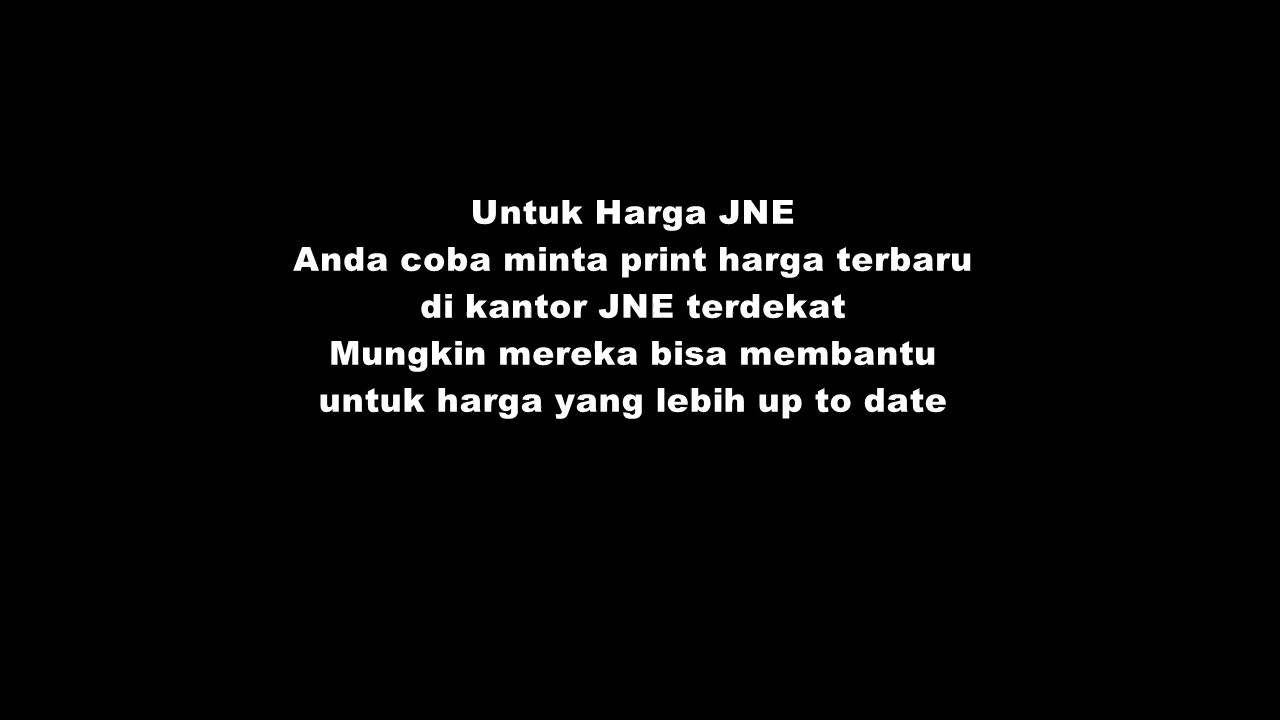 Untuk Harga JNE
Anda coba minta print harga terbaru
di kantor JNE terdekat
Mungkin mereka bisa membantu
untuk harga yang lebih up to date